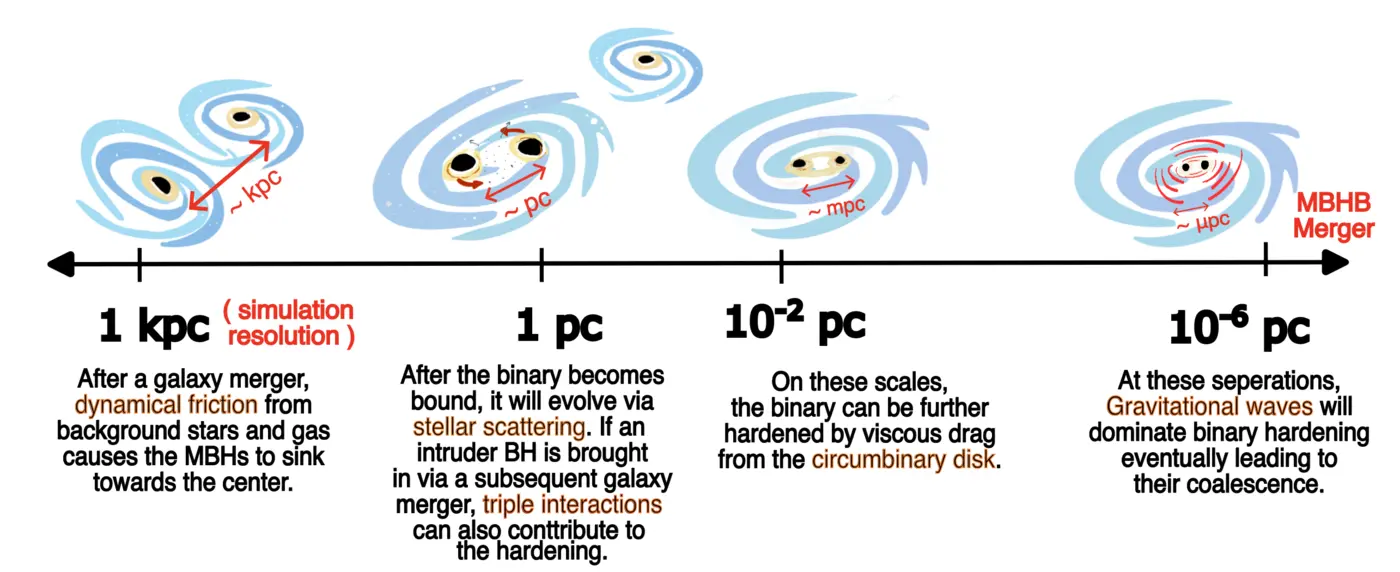 ~ kpc
~ pc
~ mpc
~ μpc
MBHB
Merger
1 kpc ( simulation
resolution )
1 pc
10⁻² pc
10⁻⁶ pc
After a galaxy merger,
dynamical friction from
background stars and gas
causes the MBHs to sink
towards the center.
After the binary becomes
bound, it will evolve via
stellar scattering. If an
intruder BH is brought
in via a subsequent galaxy
merger, triple interactions
can also conttribute to
the hardening.
On these scales,
the binary can be further
hardened by viscous drag
from the circumbinary disk.
At these seperations,
Gravitational waves will
dominate binary hardening
eventually leading to
their coalescence.